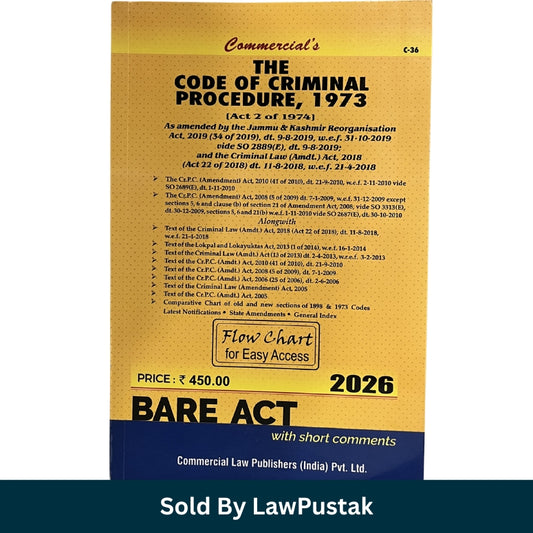 Commercial's
C-36
THE
CODE OF CRIMINAL
PROCEDURE, 1973
[Act 2 of 1974]
As amended by the Jammu & Kashmir Reorganisation
Act, 2019 (34 of 2019), dt. 9-8-2019, w.e.f. 31-10-2019
vide SO 2889(E), dt. 9-8-2019;
and the Criminal Law (Amdt.) Act, 2018
(Act 22 of 2018) dt. 11-8-2018, w.e.f. 21-4-2018
The Cr.P.C. (Amendment) Act, 2010 (41 of 2010), dt. 21-9-2010, w.e.f. 2-11-2010 vide
SO 2689(E), dt. 1-11-2010
The Cr.P.C. (Amendment) Act, 2008 (5 of 2009) dt. 7-1-2009, w.e.f. 31-12-2009 except
sections 5, 6 and clause (b) of section 21 of Amendment Act, 2008, vide SO 3313(E),
dt. 30-12-2009, sections 5, 6 and 21(b) w.e.f. 1-11-2010 vide SO 2687(E), dt. 30-10-2010
Alongwith
Text of the Criminal Law (Amdt.) Act, 2018 (Act 22 of 2018), dt. 11-8-2018,
w.e.f. 21-4-2018
Text of the Lokpal and Lokayuktas Act, 2013 (1 of 2014), w.e.f. 16-1-2014
Text of the Criminal Law (Amdt.) Act (13 of 2013) dt. 2-4-2013, w.e.f. 3-2-2013
Text of the Cr.P.C. (Amdt.) Act, 2010 (41 of 2010), dt. 21-9-2010
Text of the Cr.P.C. (Amdt.) Act, 2008 (5 of 2009), dt. 7-1-2009
Text of the Cr.P.C. (Amdt.) Act, 2006 (25 of 2006), dt. 2-6-2006
Text of the Criminal Law (Amendment) Act, 2005
Text of the Cr.P.C. (Amdt.) Act, 2005
Comparative Chart of old and new sections of 1898 & 1973 Codes
Latest Notifications • State Amendments • General Index
Flow Chart
for Easy Access
PRICE : ₹ 450.00
2026
BARE ACT
with short comments
Commercial Law Publishers (India) Pvt. Ltd.
Sold By LawPustak